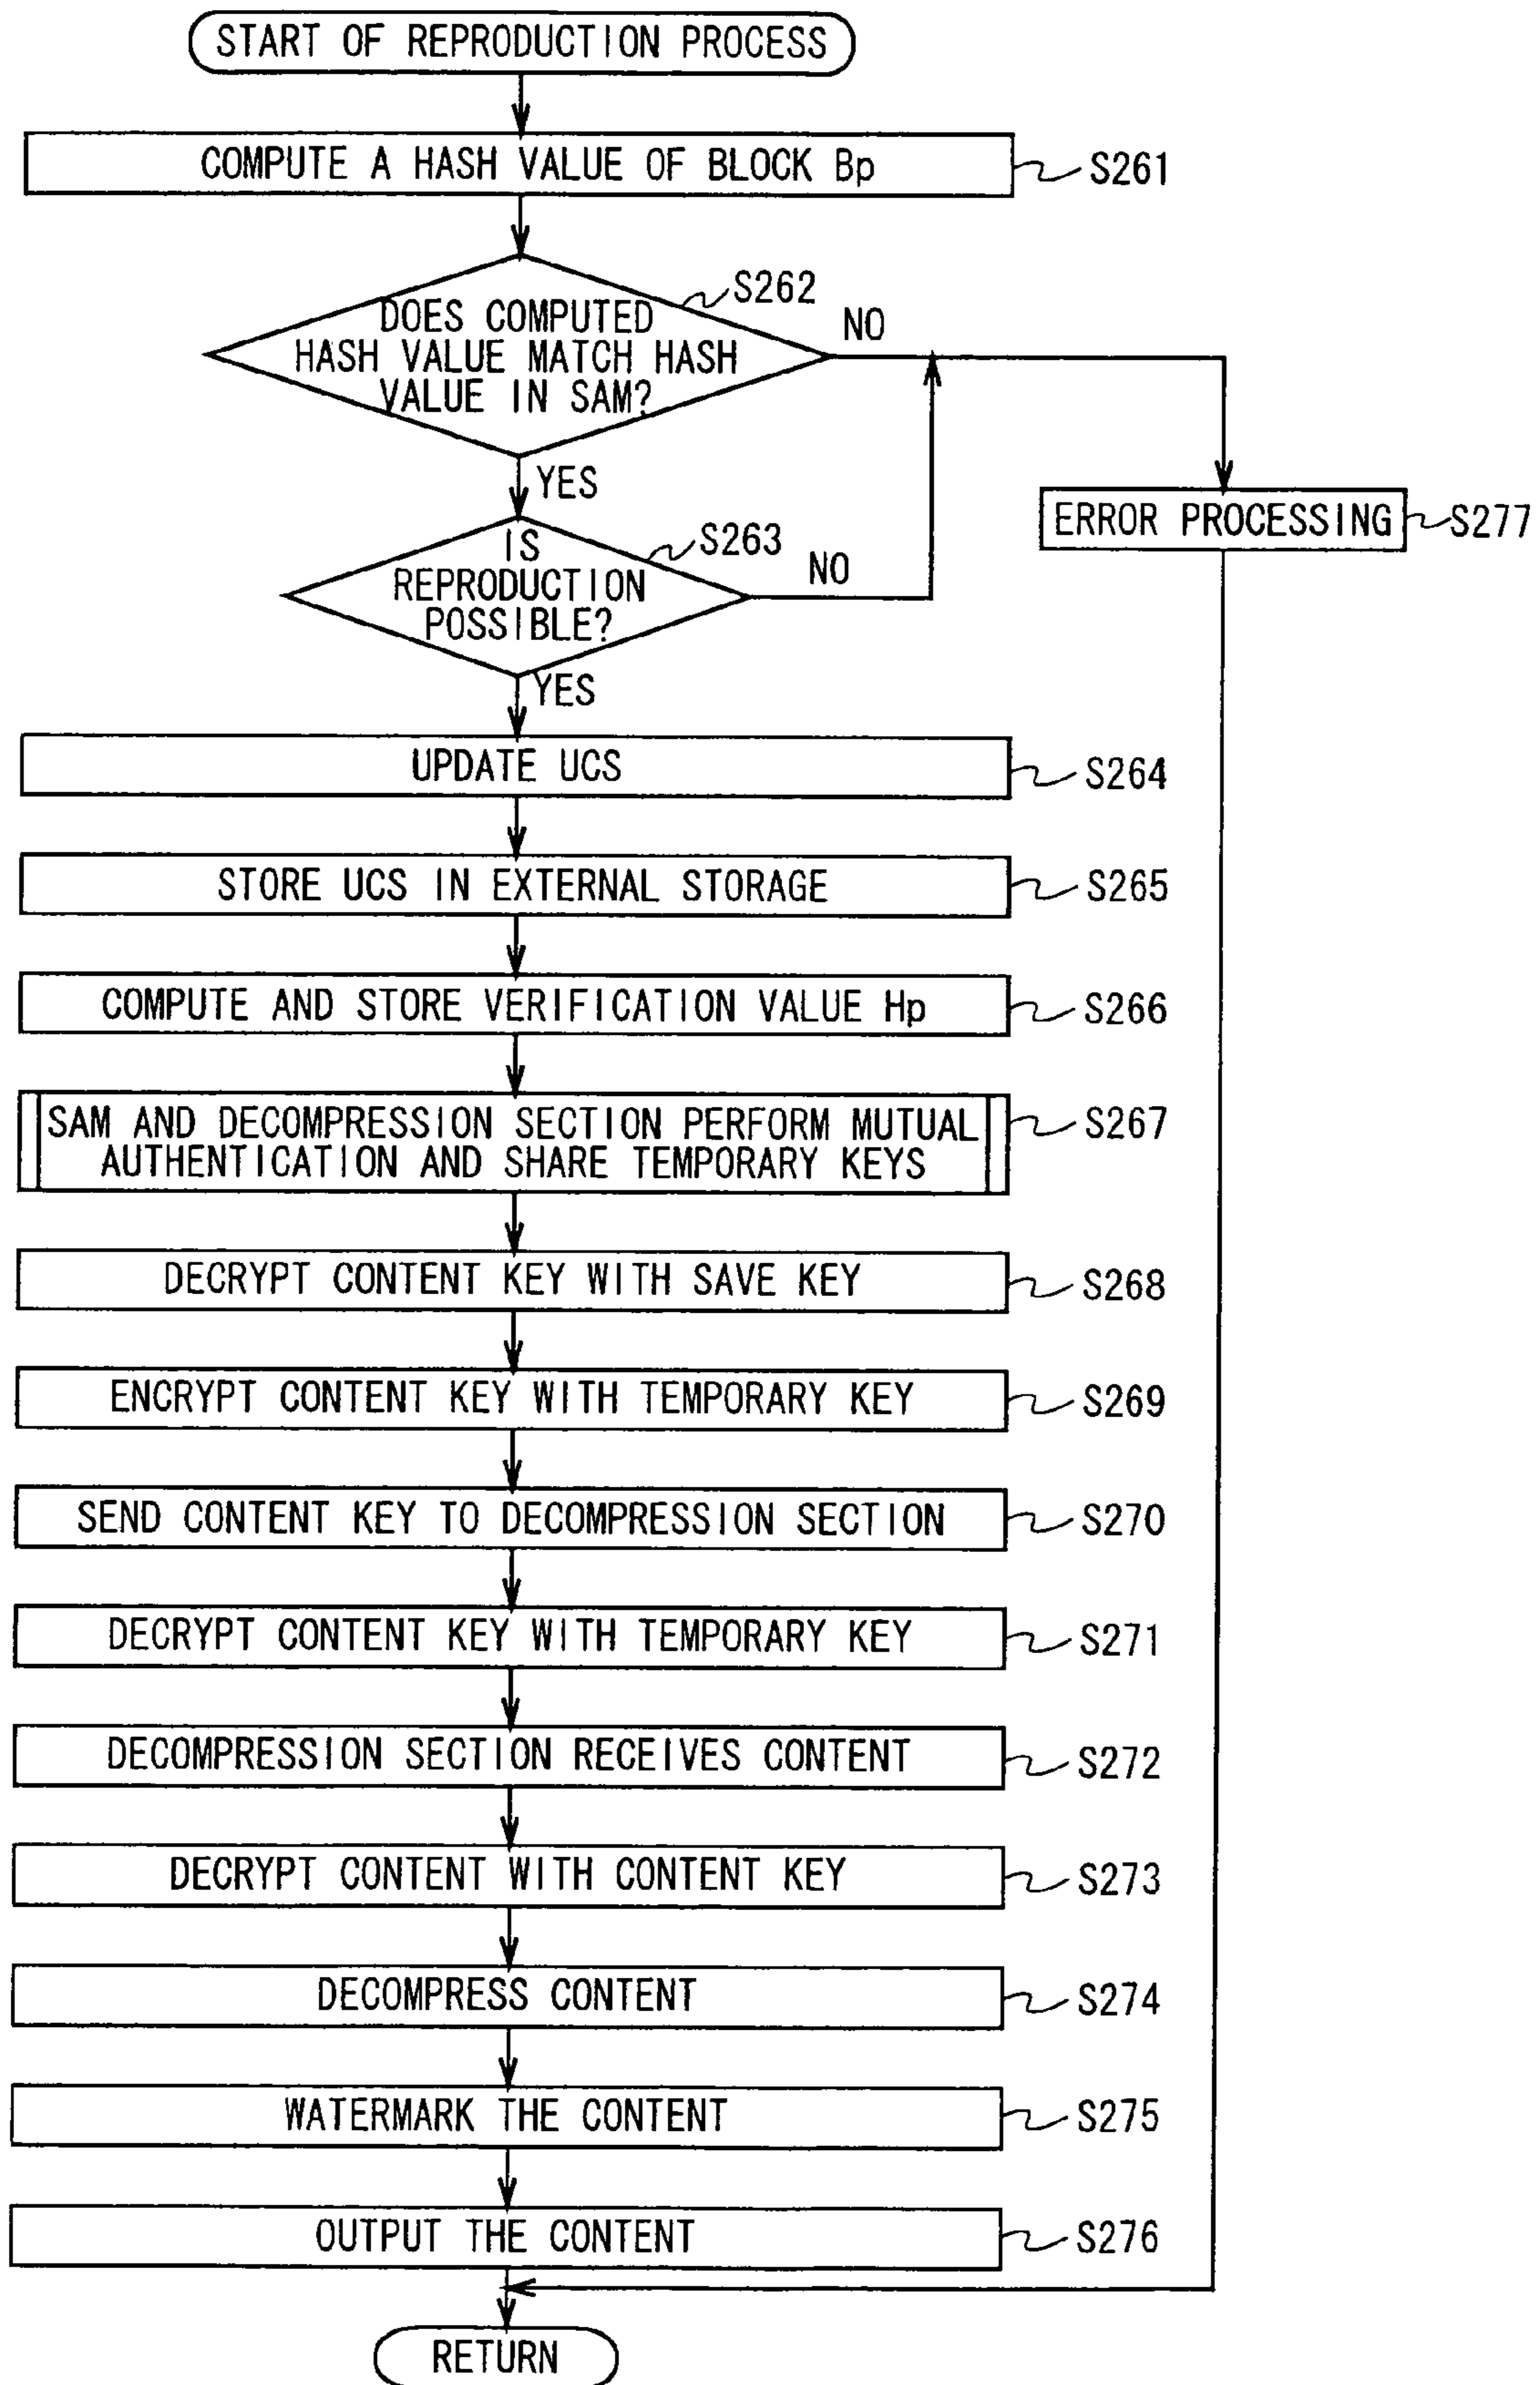 START OF REPRODUCTION PROCESS
COMPUTE A HASH VALUE OF BLOCK Bp
S261
S262
DOES COMPUTED
HASH VALUE MATCH HASH
VALUE IN SAM?
NO
YES
ERROR PROCESSING
S277
S263
IS
REPRODUCTION
POSSIBLE?
NO
YES
UPDATE UCS
S264
STORE UCS IN EXTERNAL STORAGE
S265
COMPUTE AND STORE VERIFICATION VALUE Hp
S266
SAM AND DECOMPRESSION SECTION PERFORM MUTUAL
AUTHENTICATION AND SHARE TEMPORARY KEYS
S267
DECRYPT CONTENT KEY WITH SAVE KEY
S268
ENCRYPT CONTENT KEY WITH TEMPORARY KEY
S269
SEND CONTENT KEY TO DECOMPRESSION SECTION
S270
DECRYPT CONTENT KEY WITH TEMPORARY KEY
S271
DECOMPRESSION SECTION RECEIVES CONTENT
S272
DECRYPT CONTENT WITH CONTENT KEY
S273
DECOMPRESS CONTENT
S274
WATERMARK THE CONTENT
S275
OUTPUT THE CONTENT
S276
RETURN